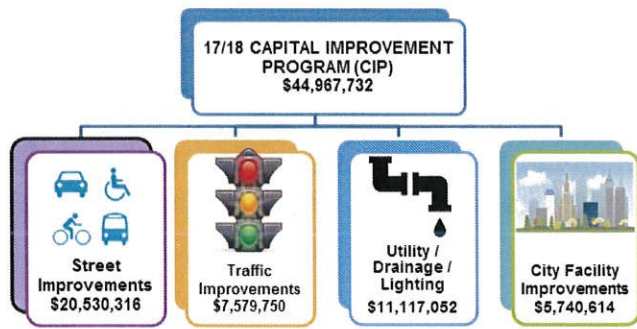 17/18 CAPITAL IMPROVEMENT
PROGRAM (CIP)
$44,967,732
Street
Improvements
$20,530,316
Traffic
Improvements
$7,579,750
Utility /
Drainage /
Lighting
$11,117,052
City Facility
Improvements
$5,740,614